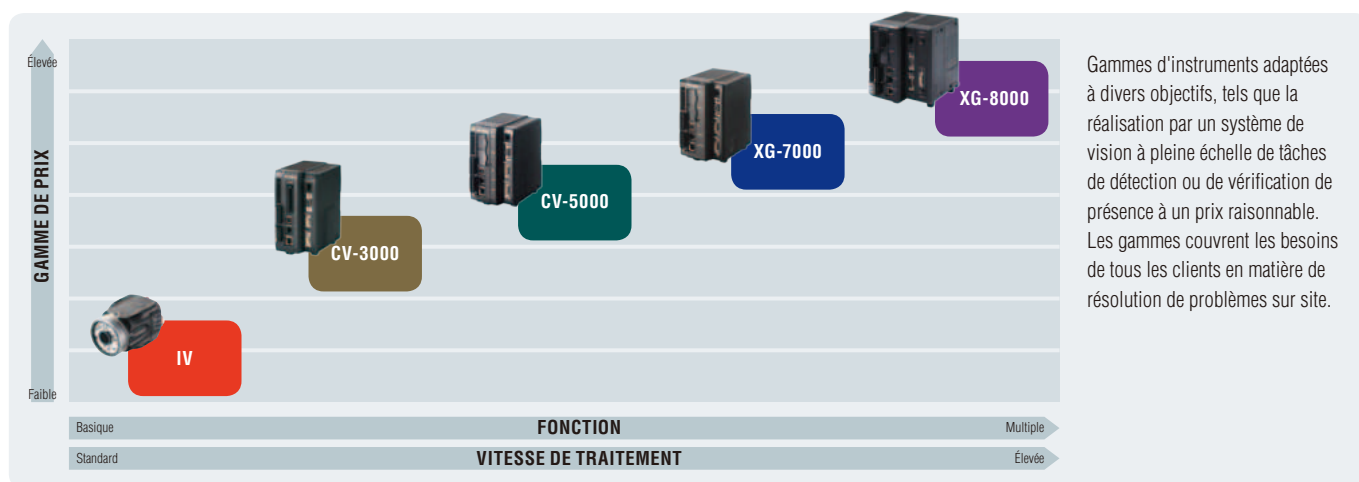 Élevée
GAMME DE PRIX
Faible
XG-8000
XG-7000
CV-5000
CV-3000
IV
Basique FONCTION Multiple
Standard VITESSE DE TRAITEMENT Élevée
Gammes d'instruments adaptées
à divers objectifs, tels que la
réalisation par un système de
vision à pleine échelle de tâches
de détection ou de vérification de
présence à un prix raisonnable.
Les gammes couvrent les besoins
de tous les clients en matière de
résolution de problèmes sur site.